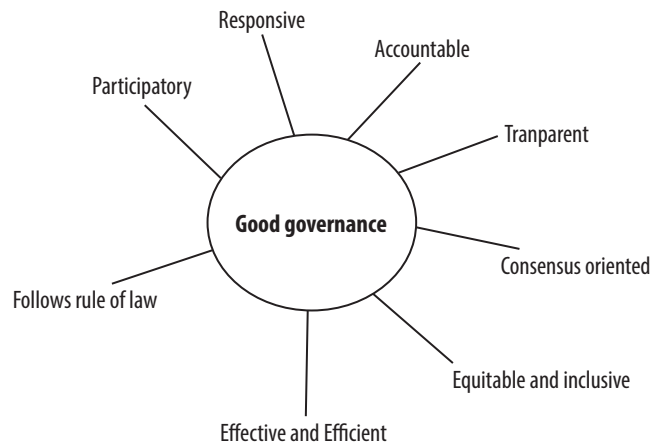 Responsive
Accountable
Participatory
Tranparent
Good governance
Consensus oriented
Follows rule of law
Equitable and inclusive
Effective and Efficient